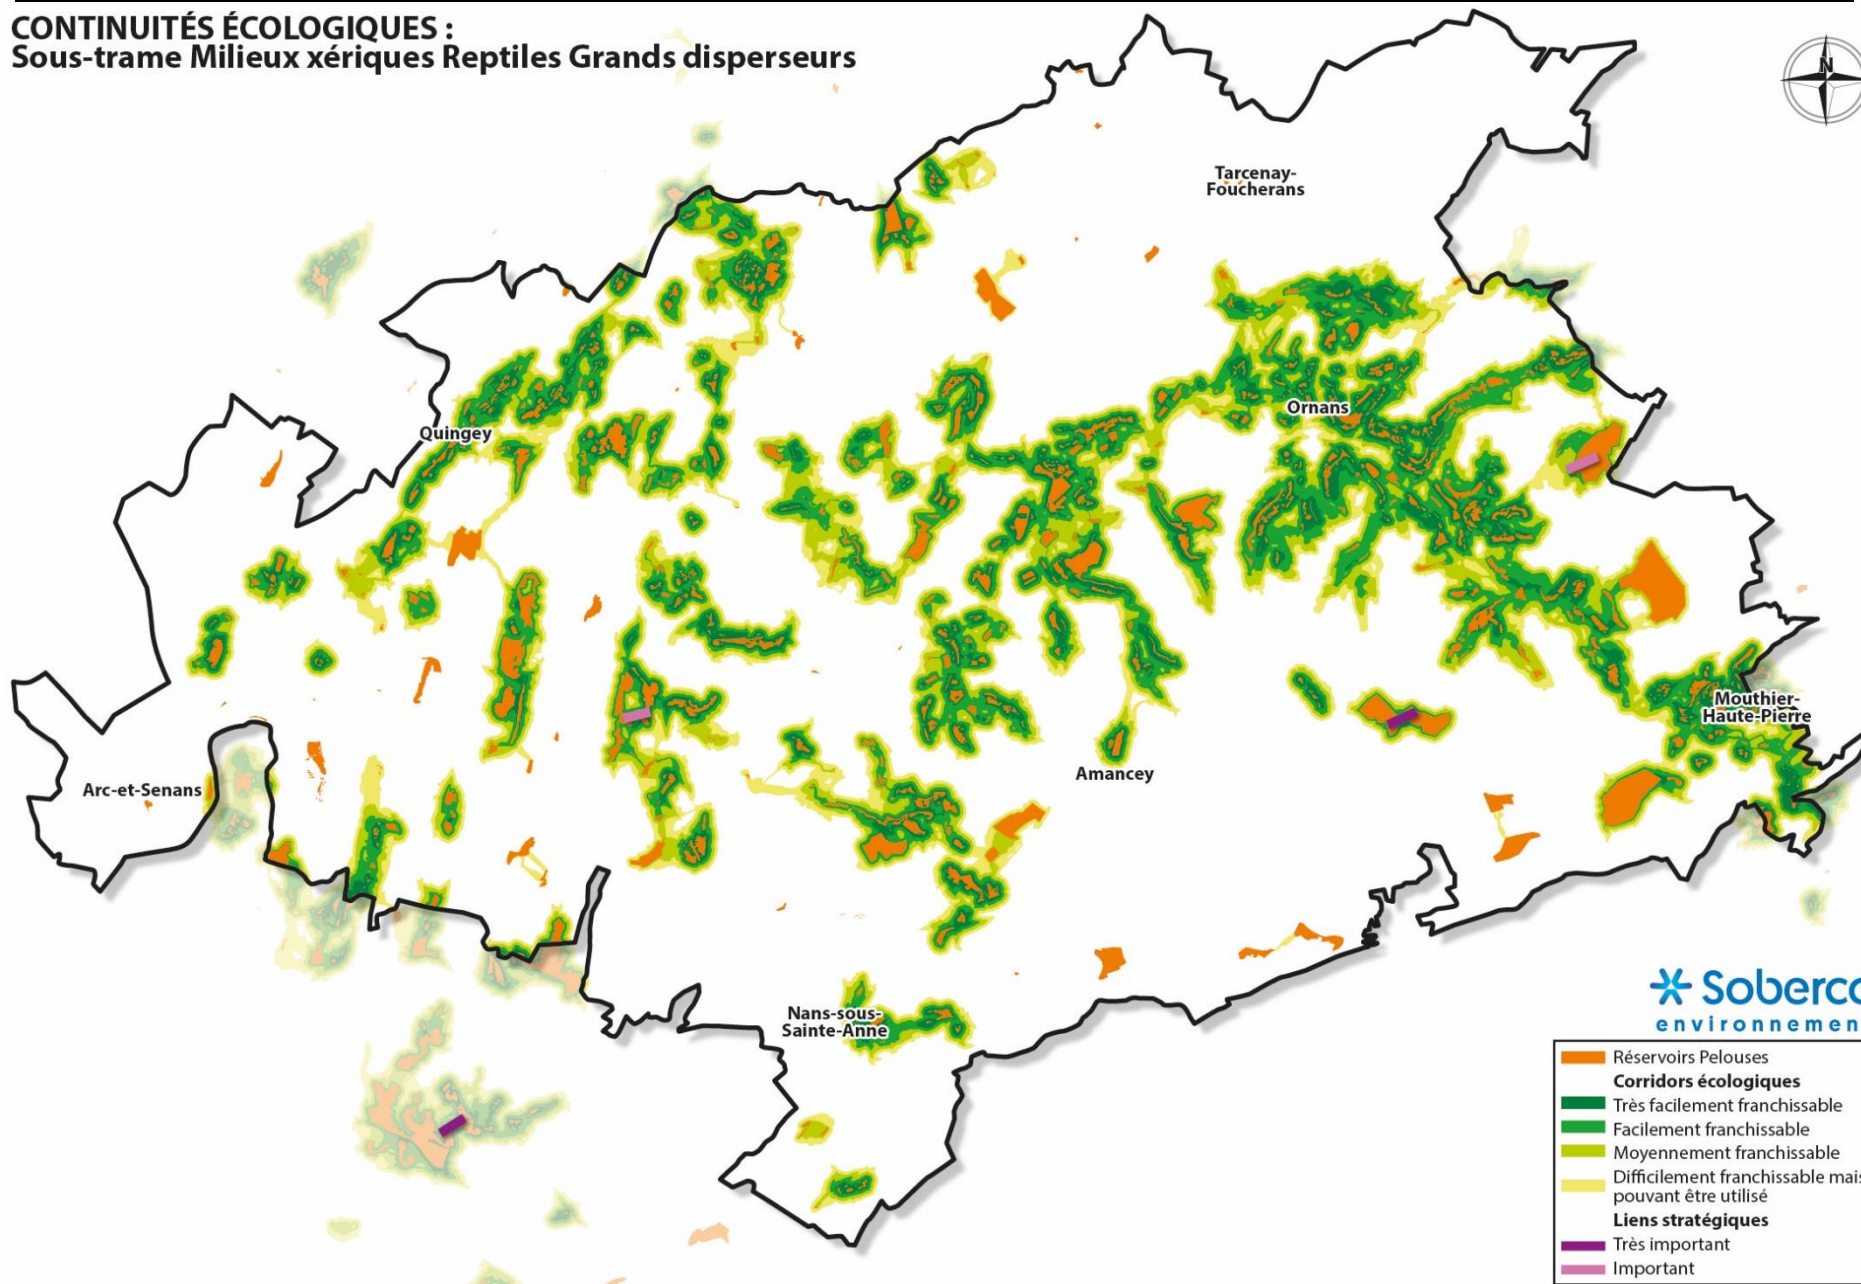 CONTINUITÉS ÉCOLOGIQUES :
Sous-trame Milieux xériques Reptiles Grands disperseurs
N
Tarcenay-
Foucherans
Ornans
Quingey
Mouthier-
Haute-Pierre
Amancey
Arc-et-Senans
Nans-sous-
Sainte-Anne
Soberco
environnemen
Réservoirs Pelouses
Corridors écologiques
Très facilement franchissable
Facilement franchissable
Moyennement franchissable
Difficilement franchissable mais
pouvant être utilisé
Liens stratégiques
Très important
Important